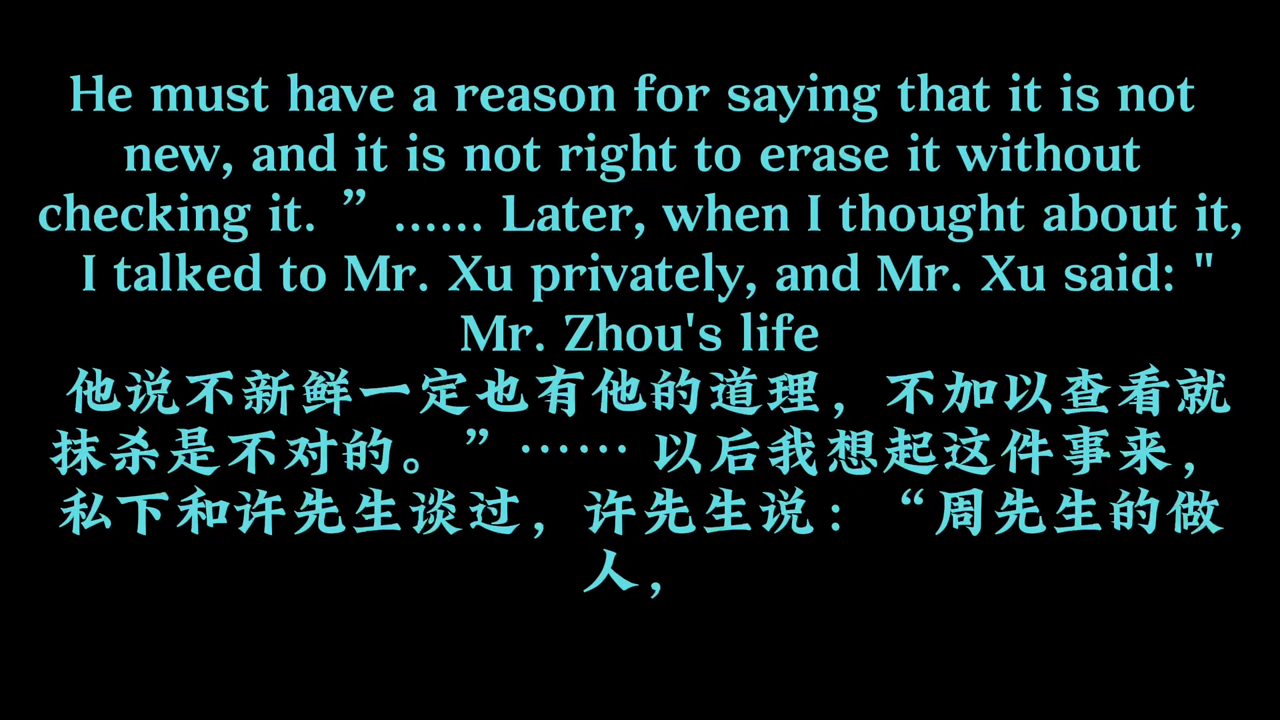 He must have a reason for saying that it is not
new, and it is not right to erase it without
checking it. ”...... Later, when I thought about it,
I talked to Mr. Xu privately, and Mr. Xu said: "
Mr. Zhou's life
他说不新鲜一定也有他的道理，不加以查看就
抹杀是不对的。”…… 以后我想起这件事来，
私下和许先生谈过，许先生说：“周先生的做
人，